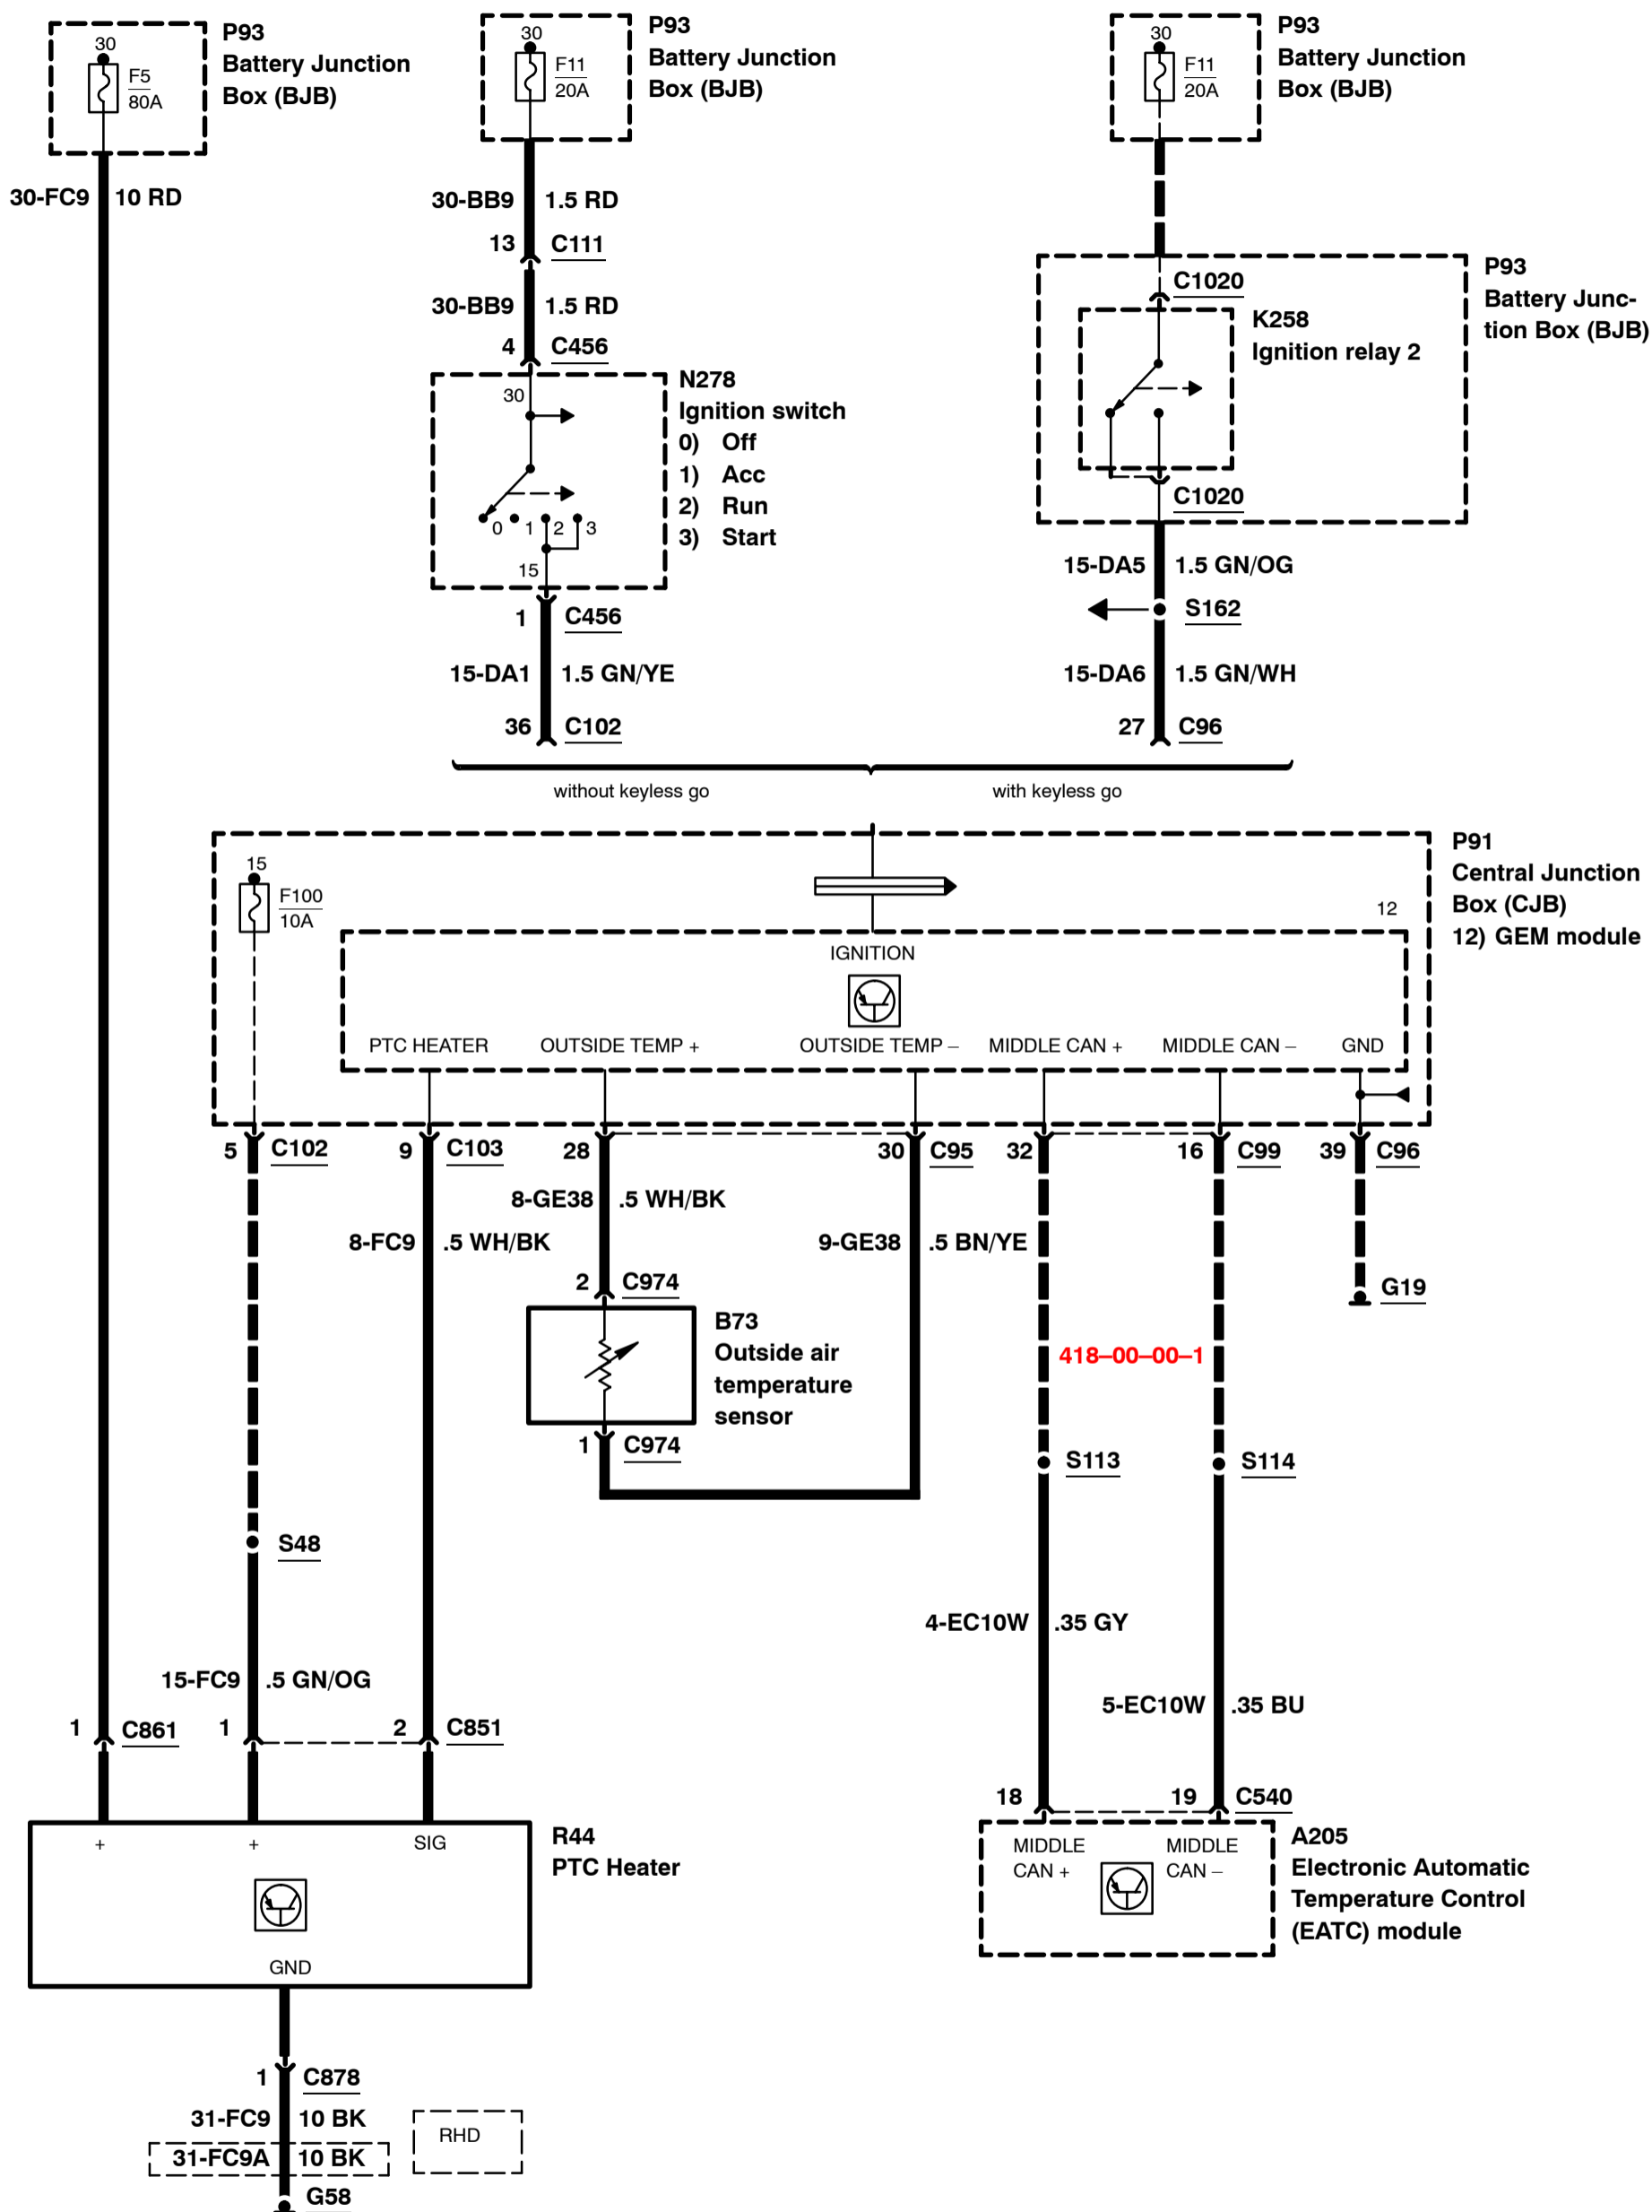 30
F5
80A
P93
Battery Junction
Box (BJB)
30
F11
20A
P93
Battery Junction
Box (BJB)
30
F11
20A
P93
Battery Junction
Box (BJB)
30-FC9 10 RD
30-BB9 1.5 RD
13 C111
30-BB9 1.5 RD
4 C456
30
N278
Ignition switch
0) Off
1) Acc
2) Run
3) Start
0 1 2 3
15
1 C456
15-DA1 1.5 GN/YE
36 C102
C1020
K258
Ignition relay 2
P93
Battery Junc-
tion Box (BJB)
C1020
15-DA5 1.5 GN/OG
S162
15-DA6 1.5 GN/WH
27 C96
without keyless go
with keyless go
15
F100
10A
P91
Central Junction
Box (CJB)
12) GEM module
12
IGNITION
PTC HEATER OUTSIDE TEMP + OUTSIDE TEMP – MIDDLE CAN + MIDDLE CAN – GND
5 C102 9 C103 28 30 C95 32 16 C99 39 C96
8-GE38 .5 WH/BK
8-FC9 .5 WH/BK
9-GE38 .5 BN/YE
2 C974
G19
B73
Outside air
temperature
sensor
418–00–00–1
1 C974
S113
S114
S48
4-EC10W .35 GY
15-FC9 .5 GN/OG
5-EC10W .35 BU
1 C861 1 2 C851
18 19 C540
+ + SIG
R44
PTC Heater
GND
MIDDLE
CAN +
MIDDLE
CAN –
A205
Electronic Automatic
Temperature Control
(EATC) module
1 C878
31-FC9 10 BK
31-FC9A 10 BK
RHD
G58